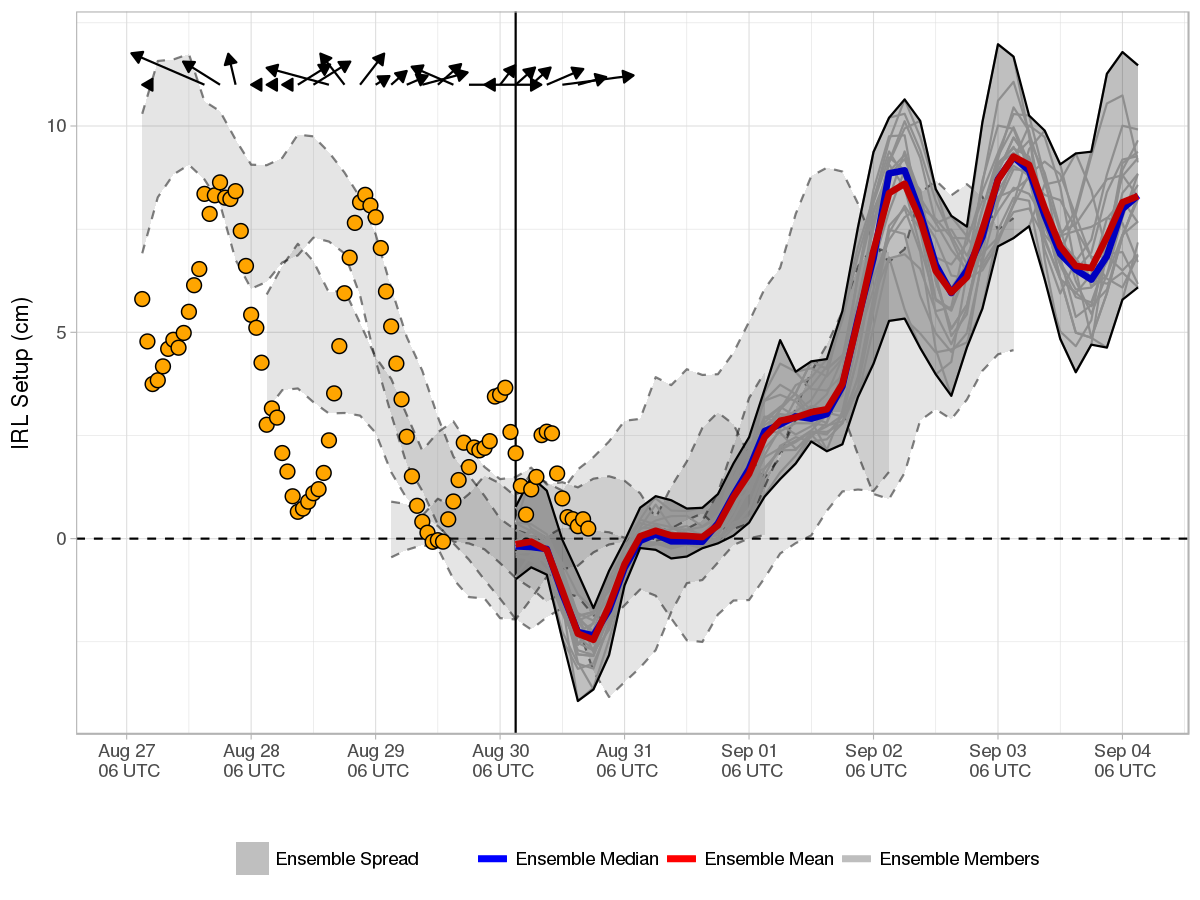 IRL Setup (cm)
10
5
0
Aug 27 Aug 28 Aug 29 Aug 30 Aug 31 Sep 01 Sep 02 Sep 03 Sep 04
06 UTC 06 UTC 06 UTC 06 UTC 06 UTC 06 UTC 06 UTC 06 UTC 06 UTC
Ensemble Spread Ensemble Median Ensemble Mean Ensemble Members